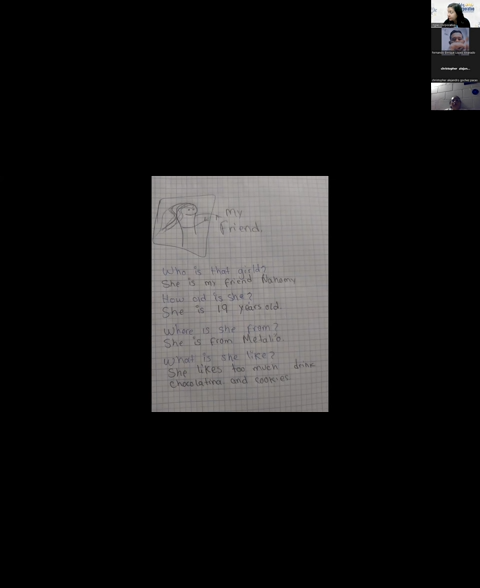 My
Friend.
Who is that girld?
She is mr Friend Nahomy
How old is she?
She is 19 years old.
Where is she from?
She is From Metalio.
What is she like?
She likes too much drink
chocolatina and cookies.